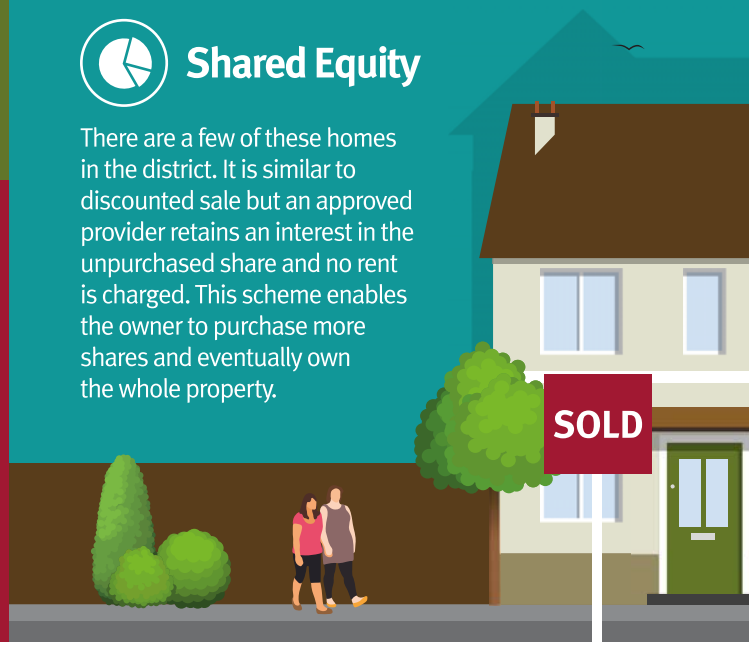 Shared Equity
There are a few of these homes
in the district. It is similar to
discounted sale but an approved
provider retains an interest in the
unpurchased share and no rent
is charged. This scheme enables
the owner to purchase more
shares and eventually own
the whole property.
SOLD